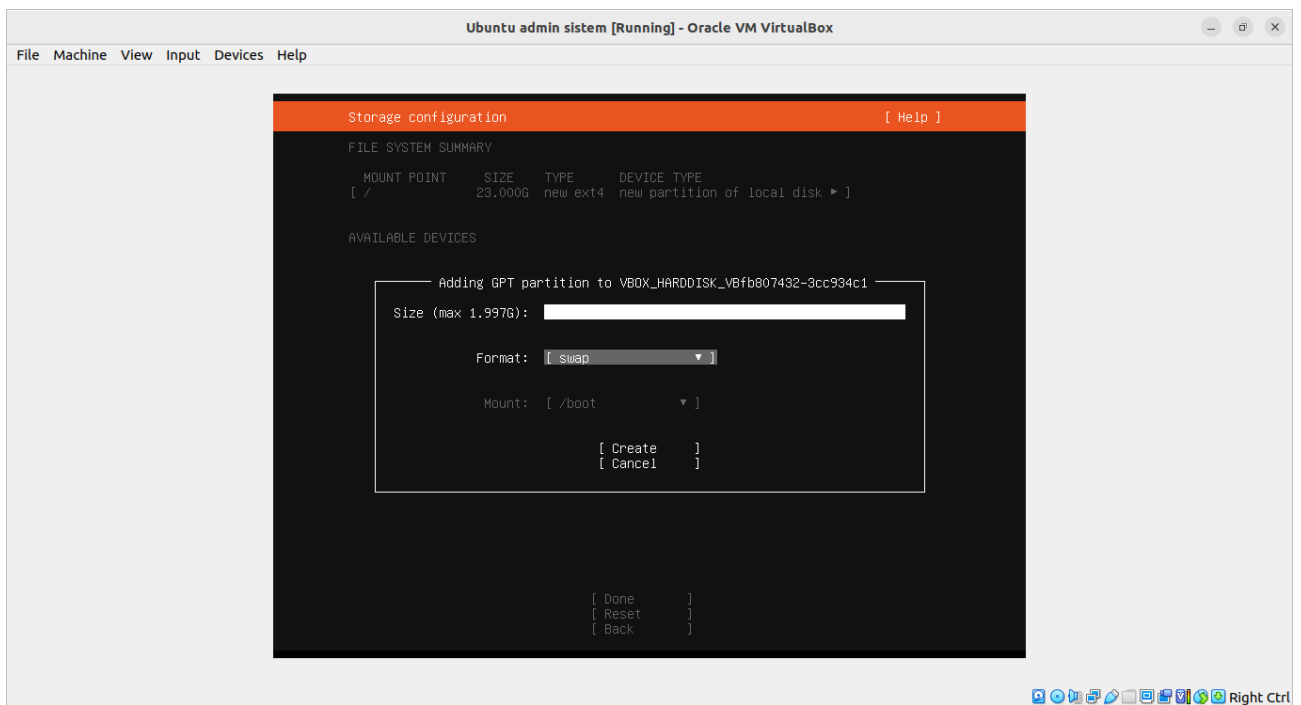 Ubuntu admin sistem [Running] - Oracle VM VirtualBox
File Machine View Input Devices Help
Storage configuration [ Help ]
FILE SYSTEM SUMMARY
MOUNT POINT SIZE TYPE DEVICE TYPE
[ / 23.000G new ext4 new partition of local disk ▸ ]
AVAILABLE DEVICES
Adding GPT partition to VBOX_HARDDISK_VBfb807432-3cc934c1
Size (max 1.997G):
Format: [ swap ▾ ]
Mount: [ /boot ▾ ]
[ Create ]
[ Cancel ]
[ Done ]
[ Reset ]
[ Back ]
Right Ctrl